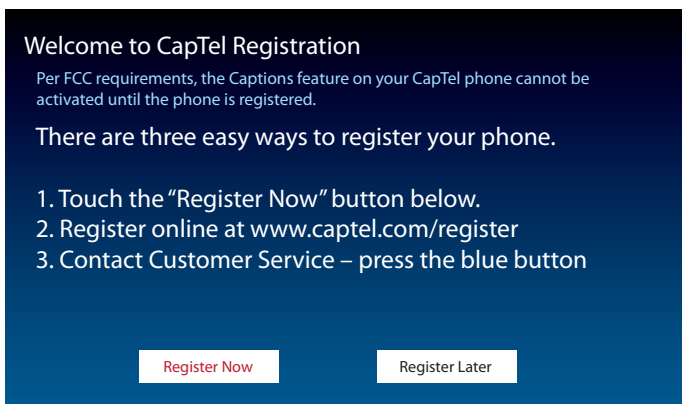 Welcome to CapTel Registration
Per FCC requirements, the Captions feature on your CapTel phone cannot be
activated until the phone is registered.
There are three easy ways to register your phone.
1. Touch the “Register Now” button below.
2. Register online at www.captel.com/register
3. Contact Customer Service – press the blue button
Register Now
Register Later